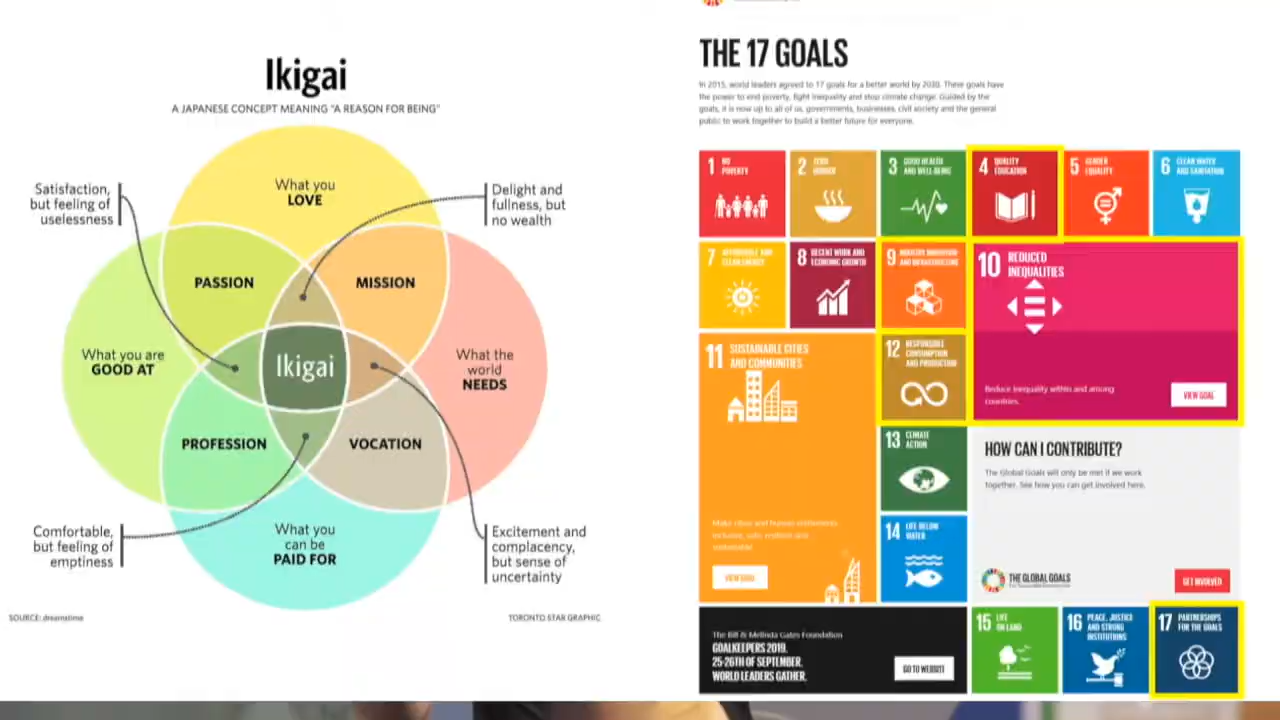 Ikigai
A JAPANESE CONCEPT MEANING "A REASON FOR BEING"
What you
LOVE
Satisfaction,
but feeling of
uselessness
Delight and
fullness, but
no wealth
PASSION
MISSION
What you are
GOOD AT
Ikigai
What the
world
NEEDS
PROFESSION
VOCATION
What you
can be
PAID FOR
Comfortable,
but feeling of
emptiness
Excitement and
complacency,
but sense of
uncertainty
SOURCE: dreamstime
TORONTO STAR GRAPHIC
THE 17 GOALS
In 2015, world leaders agreed to 17 goals for a better world by 2030. These goals have
the power to end poverty, fight inequality and stop climate change. Guided by the
goals, it is now up to all of us, governments, businesses, civil society and the general
public to work together to build a better future for everyone.
1 NO
POVERTY
2 ZERO
HUNGER
3 GOOD HEALTH
AND WELL-BEING
4 QUALITY
EDUCATION
5 GENDER
EQUALITY
6 CLEAN WATER
AND SANITATION
7 AFFORDABLE AND
CLEAN ENERGY
8 DECENT WORK AND
ECONOMIC GROWTH
9 INDUSTRY, INNOVATION
AND INFRASTRUCTURE
10 REDUCED
INEQUALITIES
Reduce inequality within and among
countries.
VIEW GOAL
11 SUSTAINABLE CITIES
AND COMMUNITIES
Make cities and human settlements
inclusive, safe, resilient and
sustainable.
VIEW GOAL
12 RESPONSIBLE
CONSUMPTION
AND PRODUCTION
13 CLIMATE
ACTION
14 LIFE BELOW
WATER
HOW CAN I CONTRIBUTE?
The Global Goals will only be met if we work
together. See how you can get involved here.
THE GLOBAL GOALS
GET INVOLVED
The Bill & Melinda Gates Foundation
GOALKEEPERS 2019.
25-26TH OF SEPTEMBER.
WORLD LEADERS GATHER.
GO TO WEBSITE
15 LIFE
ON LAND
16 PEACE, JUSTICE
AND STRONG
INSTITUTIONS
17 PARTNERSHIPS
FOR THE GOALS